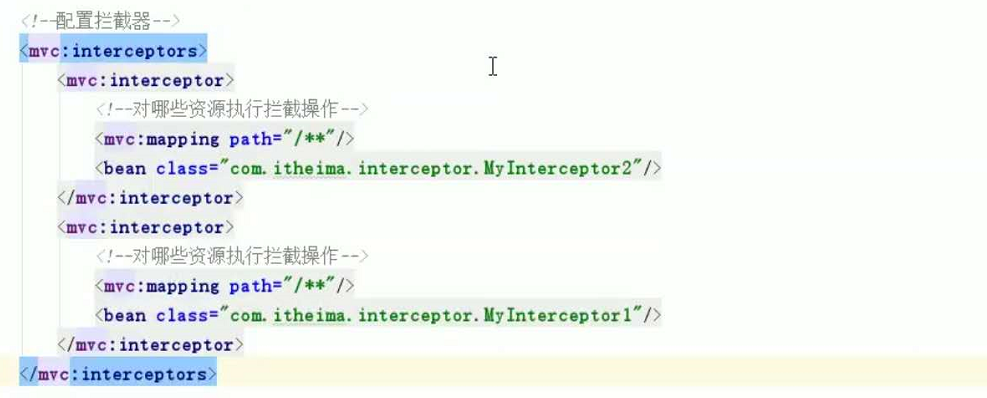 <!--配置拦截器-->
<mvc:interceptors>
<mvc:interceptor>
<!--对哪些资源执行拦截操作-->
<mvc:mapping path="/**"/>
<bean class="com.itheima.interceptor.MyInterceptor2"/>
</mvc:interceptor>
<mvc:interceptor>
<!--对哪些资源执行拦截操作-->
<mvc:mapping path="/**"/>
<bean class="com.itheima.interceptor.MyInterceptor1"/>
</mvc:interceptor>
</mvc:interceptors>